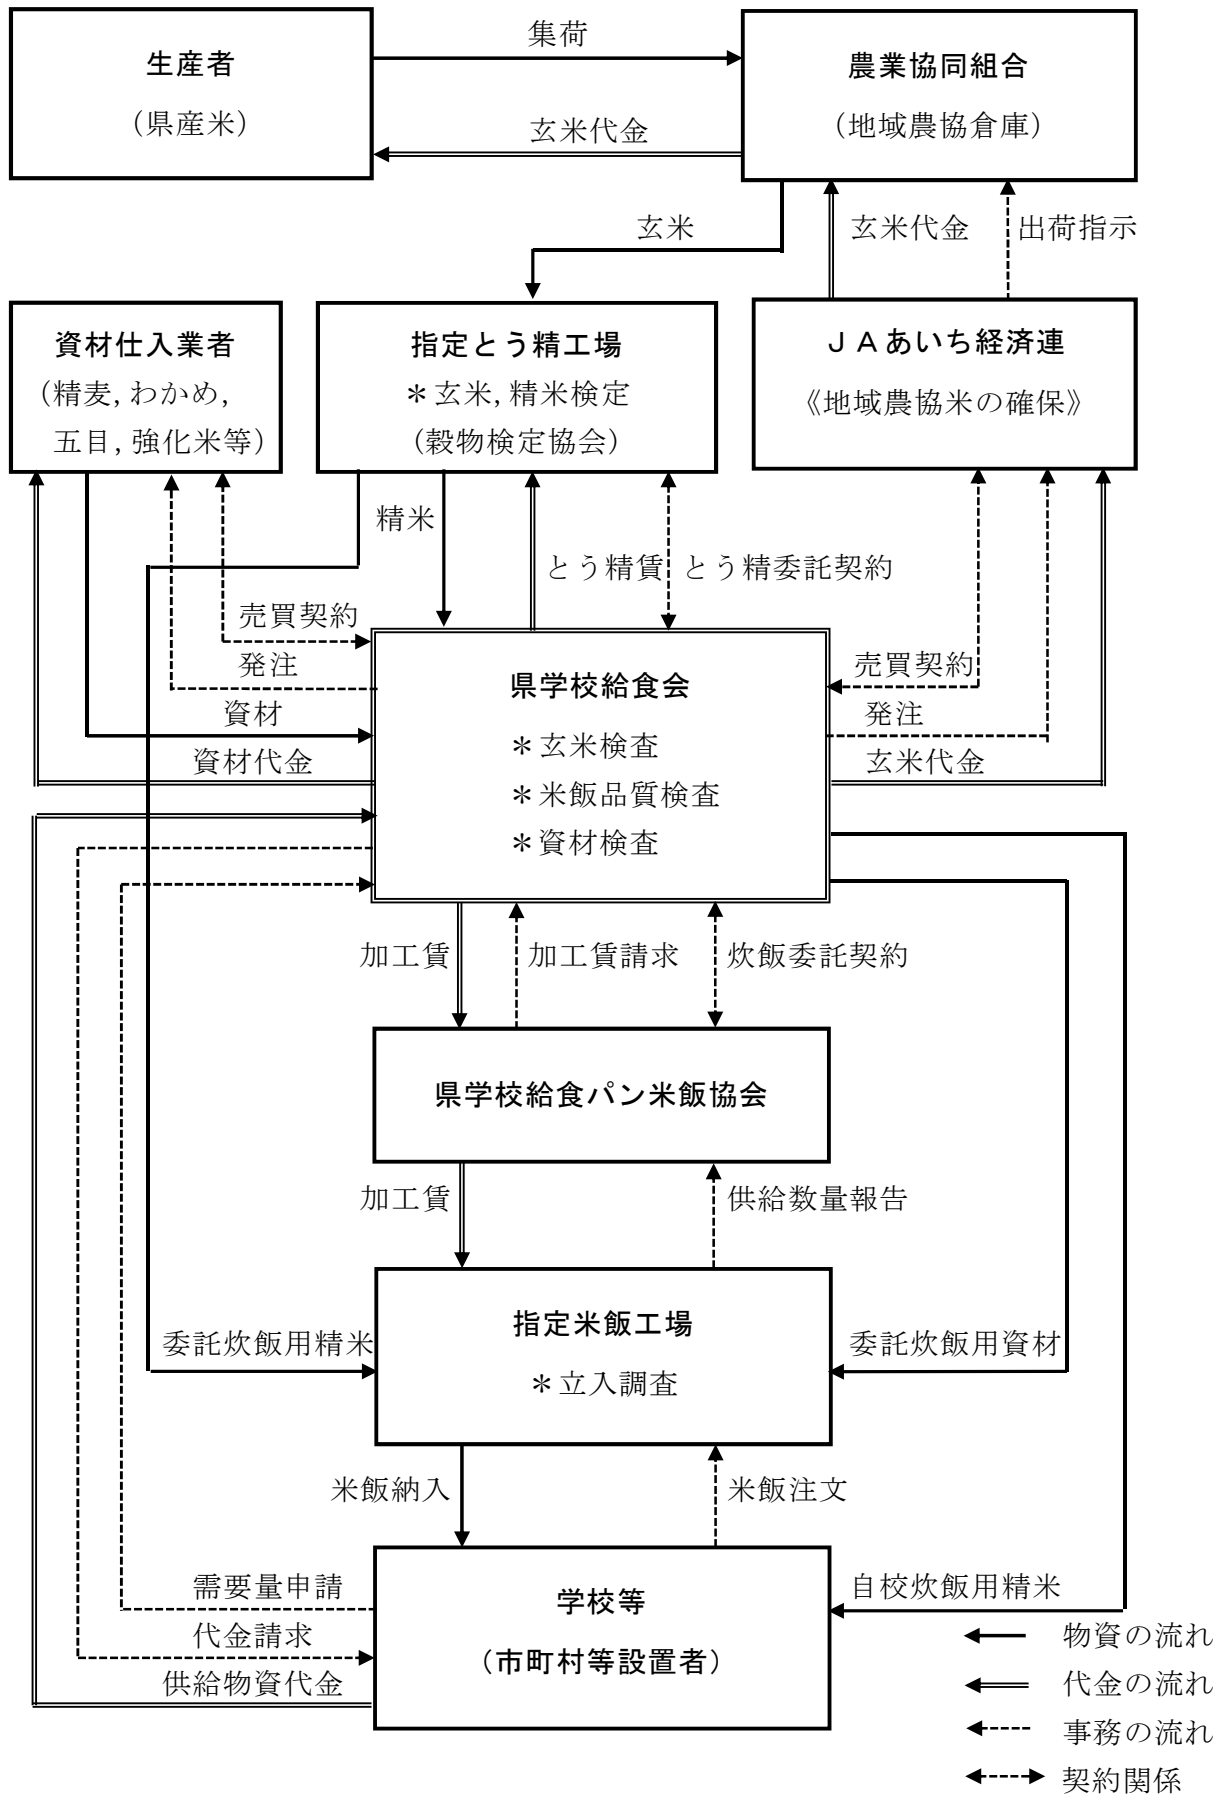 集荷
生産者
(県産米)
農業協同組合
(地域農協倉庫)
玄米代金
玄米
玄米代金
出荷指示
資材仕入業者
(精麦,わかめ,
五目,強化米等)
指定とう精工場
＊玄米,精米検定
(穀物検定協会)
ＪＡあいち経済連
《地域農協米の確保》
精米
とう精賃
とう精委託契約
売買契約
発注
資材
資材代金
県学校給食会
＊玄米検査
＊米飯品質検査
＊資材検査
売買契約
発注
玄米代金
加工賃
加工賃請求
炊飯委託契約
県学校給食パン米飯協会
加工賃
供給数量報告
委託炊飯用精米
指定米飯工場
＊立入調査
委託炊飯用資材
米飯納入
米飯注文
需要量申請
代金請求
供給物資代金
学校等
(市町村等設置者)
自校炊飯用精米
物資の流れ
代金の流れ
事務の流れ
契約関係